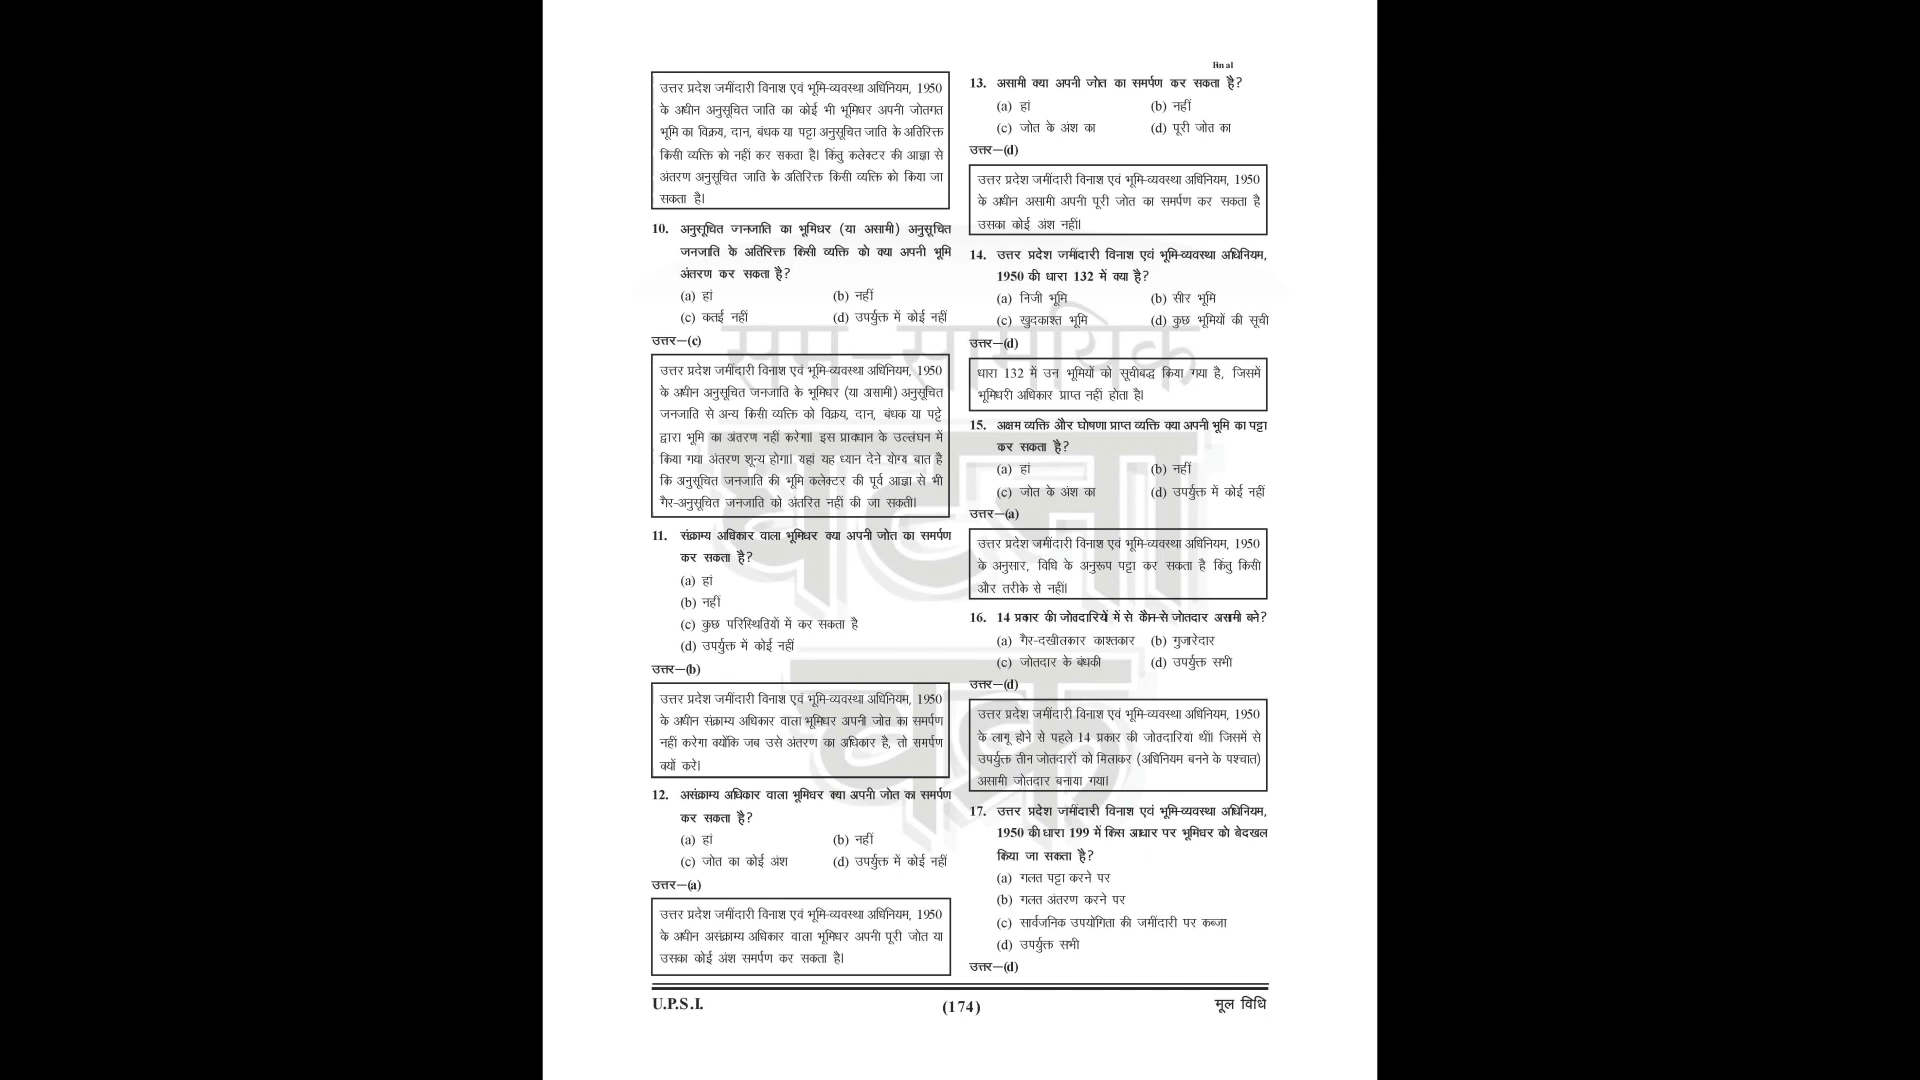 Final
उत्तर प्रदेश जमींदारी विनाश एवं भूमि-व्यवस्था अधिनियम, 1950
के अधीन अनुसूचित जाति का कोई भी भूमिधर अपनी जोतगत
भूमि का विक्रय, दान, बंधक या पट्टा अनुसूचित जाति के अतिरिक्त
किसी व्यक्ति को नहीं कर सकता है। किंतु कलेक्टर की आज्ञा से
अंतरण अनुसूचित जाति के अतिरिक्त किसी व्यक्ति को किया जा
सकता है।
10. अनुसूचित जनजाति का भूमिधर (या असामी) अनुसूचित
जनजाति के अतिरिक्त किसी व्यक्ति को क्या अपनी भूमि
अंतरण कर सकता है?
(a) हां (b) नहीं
(c) कतई नहीं (d) उपर्युक्त में कोई नहीं
उत्तर—(c)
उत्तर प्रदेश जमींदारी विनाश एवं भूमि-व्यवस्था अधिनियम, 1950
के अधीन अनुसूचित जनजाति के भूमिधर (या असामी) अनुसूचित
जनजाति से अन्य किसी व्यक्ति को विक्रय, दान, बंधक या पट्टे
द्वारा भूमि का अंतरण नहीं करेगा। इस प्रावधान के उल्लंघन में
किया गया अंतरण शून्य होगा। यहां यह ध्यान देने योग्य बात है
कि अनुसूचित जनजाति की भूमि कलेक्टर की पूर्व आज्ञा से भी
गैर-अनुसूचित जनजाति को अंतरित नहीं की जा सकती।
11. संक्राम्य अधिकार वाला भूमिधर क्या अपनी जोत का समर्पण
कर सकता है?
(a) हां
(b) नहीं
(c) कुछ परिस्थितियों में कर सकता है
(d) उपर्युक्त में कोई नहीं
उत्तर—(b)
उत्तर प्रदेश जमींदारी विनाश एवं भूमि-व्यवस्था अधिनियम, 1950
के अधीन संक्राम्य अधिकार वाला भूमिधर अपनी जोत का समर्पण
नहीं करेगा क्योंकि जब उसे अंतरण का अधिकार है, तो समर्पण
क्यों करे।
12. असंक्राम्य अधिकार वाला भूमिधर क्या अपनी जोत का समर्पण
कर सकता है?
(a) हां (b) नहीं
(c) जोत का कोई अंश (d) उपर्युक्त में कोई नहीं
उत्तर—(a)
उत्तर प्रदेश जमींदारी विनाश एवं भूमि-व्यवस्था अधिनियम, 1950
के अधीन असंक्राम्य अधिकार वाला भूमिधर अपनी पूरी जोत या
उसका कोई अंश समर्पण कर सकता है।
13. असामी क्या अपनी जोत का समर्पण कर सकता है?
(a) हां (b) नहीं
(c) जोत के अंश का (d) पूरी जोत का
उत्तर—(d)
उत्तर प्रदेश जमींदारी विनाश एवं भूमि-व्यवस्था अधिनियम, 1950
के अधीन असामी अपनी पूरी जोत का समर्पण कर सकता है
उसका कोई अंश नहीं।
14. उत्तर प्रदेश जमींदारी विनाश एवं भूमि-व्यवस्था अधिनियम,
1950 की धारा 132 में क्या है?
(a) निजी भूमि (b) सीर भूमि
(c) खुदकाश्त भूमि (d) कुछ भूमियों की सूची
उत्तर—(d)
धारा 132 में उन भूमियों को सूचीबद्ध किया गया है, जिसमें
भूमिधरी अधिकार प्राप्त नहीं होता है।
15. अक्षम व्यक्ति और घोषणा प्राप्त व्यक्ति क्या अपनी भूमि का पट्टा
कर सकता है?
(a) हां (b) नहीं
(c) जोत के अंश का (d) उपर्युक्त में कोई नहीं
उत्तर—(a)
उत्तर प्रदेश जमींदारी विनाश एवं भूमि-व्यवस्था अधिनियम, 1950
के अनुसार, विधि के अनुरूप पट्टा कर सकता है किंतु किसी
और तरीके से नहीं।
16. 14 प्रकार की जोतदारियों में से कौन-से जोतदार असामी बने?
(a) गैर-दखीलकार काश्तकार (b) गुजारेदार
(c) जोतदार के बंधकी (d) उपर्युक्त सभी
उत्तर—(d)
उत्तर प्रदेश जमींदारी विनाश एवं भूमि-व्यवस्था अधिनियम, 1950
के लागू होने से पहले 14 प्रकार की जोतदारियां थीं। जिसमें से
उपर्युक्त तीन जोतदारों को मिलाकर (अधिनियम बनने के पश्चात)
असामी जोतदार बनाया गया।
17. उत्तर प्रदेश जमींदारी विनाश एवं भूमि-व्यवस्था अधिनियम,
1950 की धारा 199 में किस आधार पर भूमिधर को बेदखल
किया जा सकता है?
(a) गलत पट्टा करने पर
(b) गलत अंतरण करने पर
(c) सार्वजनिक उपयोगिता की जमींदारी पर कब्जा
(d) उपर्युक्त सभी
उत्तर—(d)
सम-सामयिक
घटना
चक्र
U.P.S.I. (174) मूल विधि